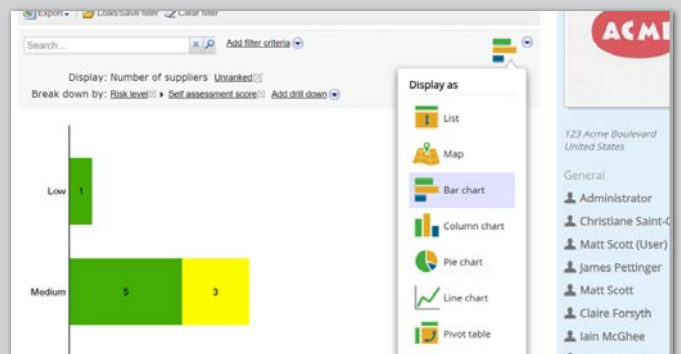 Export
Load/Save filter
Clear filter
Search...
Add filter criteria
Display: Number of suppliers Unranked
Break down by: Risk level Self assessment score Add drill down
Low
1
Medium
5
3
Display as
List
Map
Bar chart
Column chart
Pie chart
Line chart
Pivot table
123 Acme Boulevard
United States
General
Administrator
Christiane Saint-
Matt Scott (User)
James Pettinger
Matt Scott
Claire Forsyth
Iain McGhee